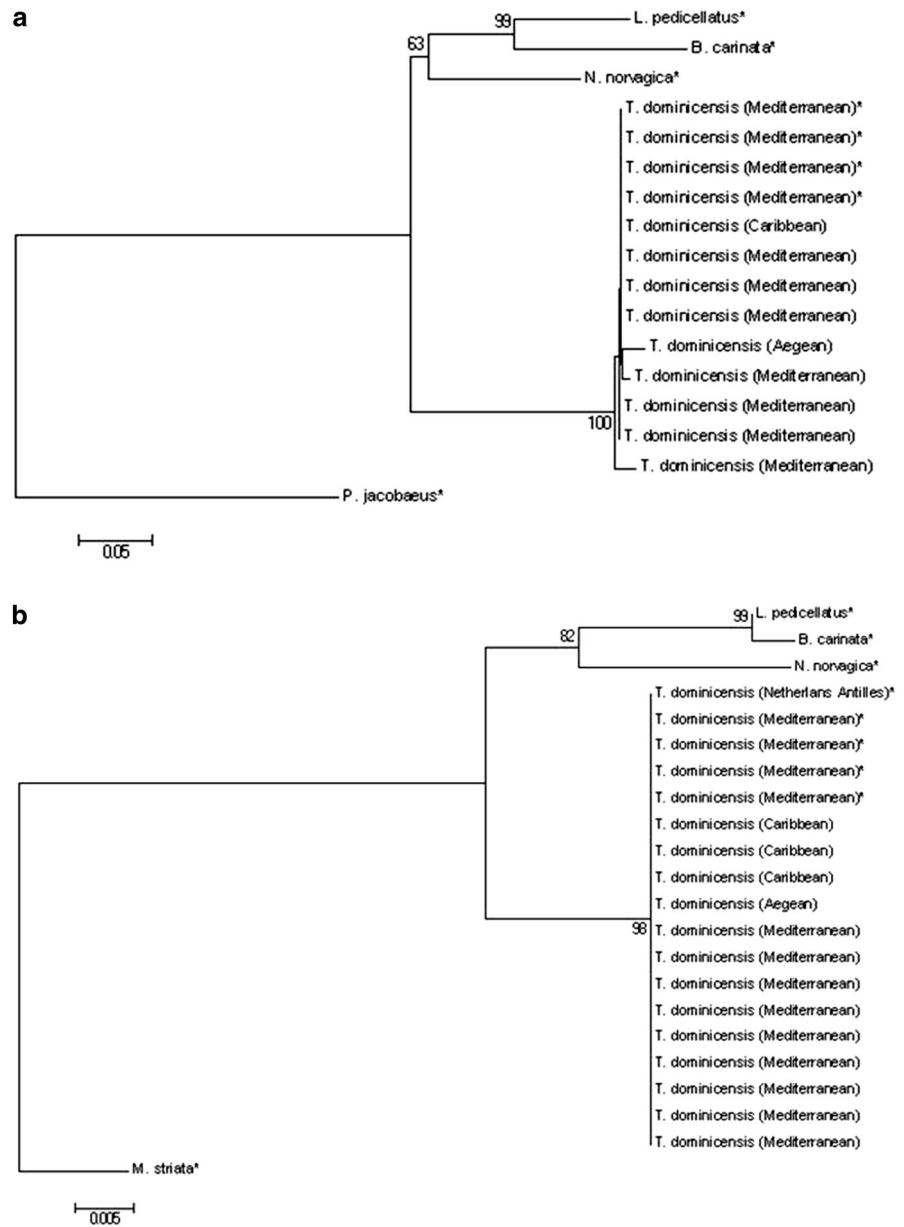 a
99
L. pedicellatus*
B. carinata*
63
N. norvagica*
T. dominicensis (Mediterranean)*
T. dominicensis (Mediterranean)*
T. dominicensis (Mediterranean)*
T. dominicensis (Mediterranean)*
T. dominicensis (Caribbean)
T. dominicensis (Mediterranean)
T. dominicensis (Mediterranean)
T. dominicensis (Mediterranean)
T. dominicensis (Aegean)
T. dominicensis (Mediterranean)
T. dominicensis (Mediterranean)
100
T. dominicensis (Mediterranean)
T. dominicensis (Mediterranean)
P. jacobaeus*
0.05
b
99
L. pedicellatus*
82
B. carinata*
N. norvagica*
T. dominicensis (Netherlans Antilles)*
T. dominicensis (Mediterranean)*
T. dominicensis (Mediterranean)*
T. dominicensis (Mediterranean)*
T. dominicensis (Mediterranean)*
T. dominicensis (Caribbean)
T. dominicensis (Caribbean)
T. dominicensis (Caribbean)
T. dominicensis (Aegean)
98
T. dominicensis (Mediterranean)
T. dominicensis (Mediterranean)
T. dominicensis (Mediterranean)
T. dominicensis (Mediterranean)
T. dominicensis (Mediterranean)
T. dominicensis (Mediterranean)
T. dominicensis (Mediterranean)
T. dominicensis (Mediterranean)
T. dominicensis (Mediterranean)
M. striata*
0.005